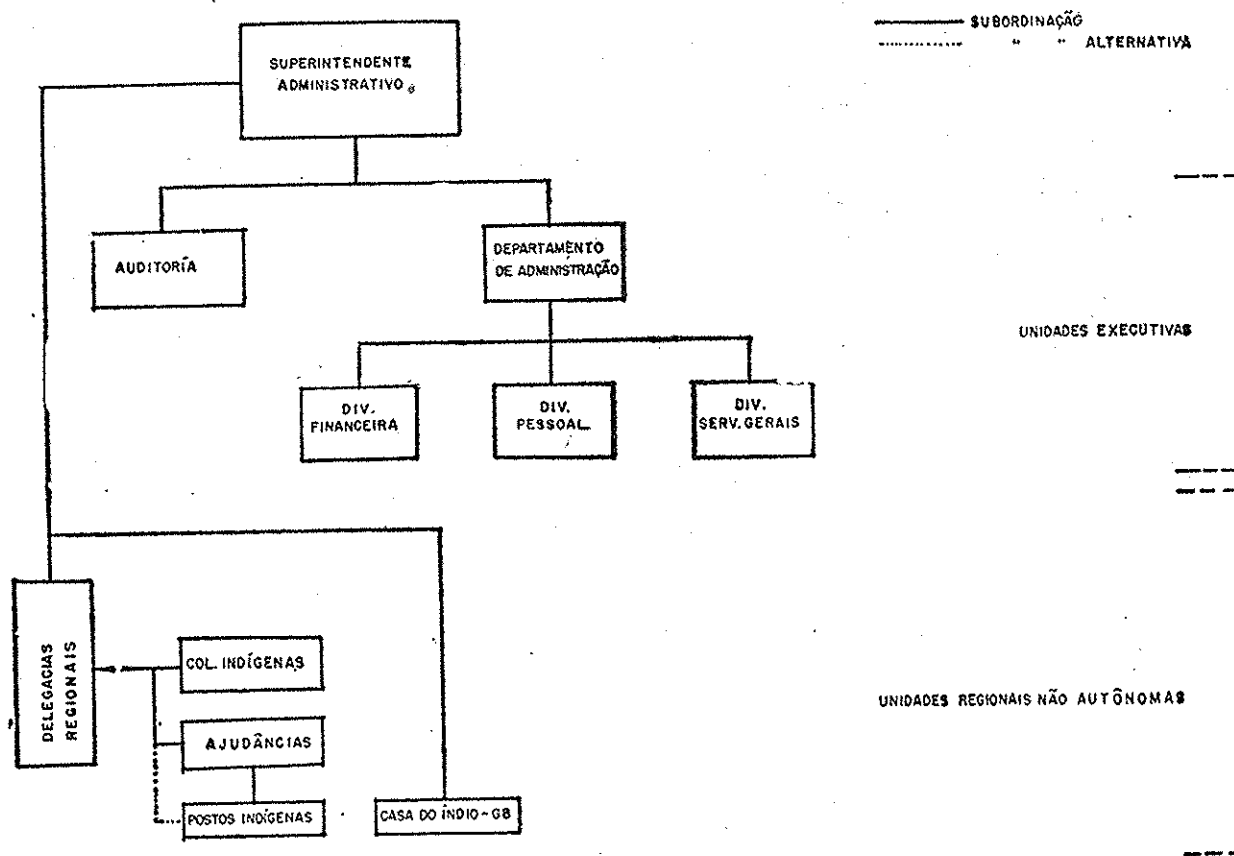 SUBORDINAÇÃO
" " ALTERNATIVA
SUPERINTENDENTE
ADMINISTRATIVO
AUDITORÍA
DEPARTAMENTO
DE ADMINISTRAÇÃO
UNIDADES EXECUTIVAS
DIV.
FINANCEIRA
DIV.
PESSOAL
DIV.
SERV. GERAIS
DELEGACIAS
REGIONAIS
COL. INDÍGENAS
AJUDÂNCIAS
POSTOS INDÍGENAS
CASA DO ÍNDIO-GB
UNIDADES REGIONAIS NÃO AUTÔNOMAS